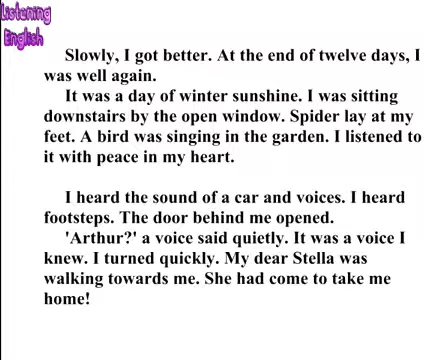 Listening
English
Slowly, I got better. At the end of twelve days, I
was well again.
It was a day of winter sunshine. I was sitting
downstairs by the open window. Spider lay at my
feet. A bird was singing in the garden. I listened to
it with peace in my heart.
I heard the sound of a car and voices. I heard
footsteps. The door behind me opened.
'Arthur?' a voice said quietly. It was a voice I
knew. I turned quickly. My dear Stella was
walking towards me. She had come to take me
home!